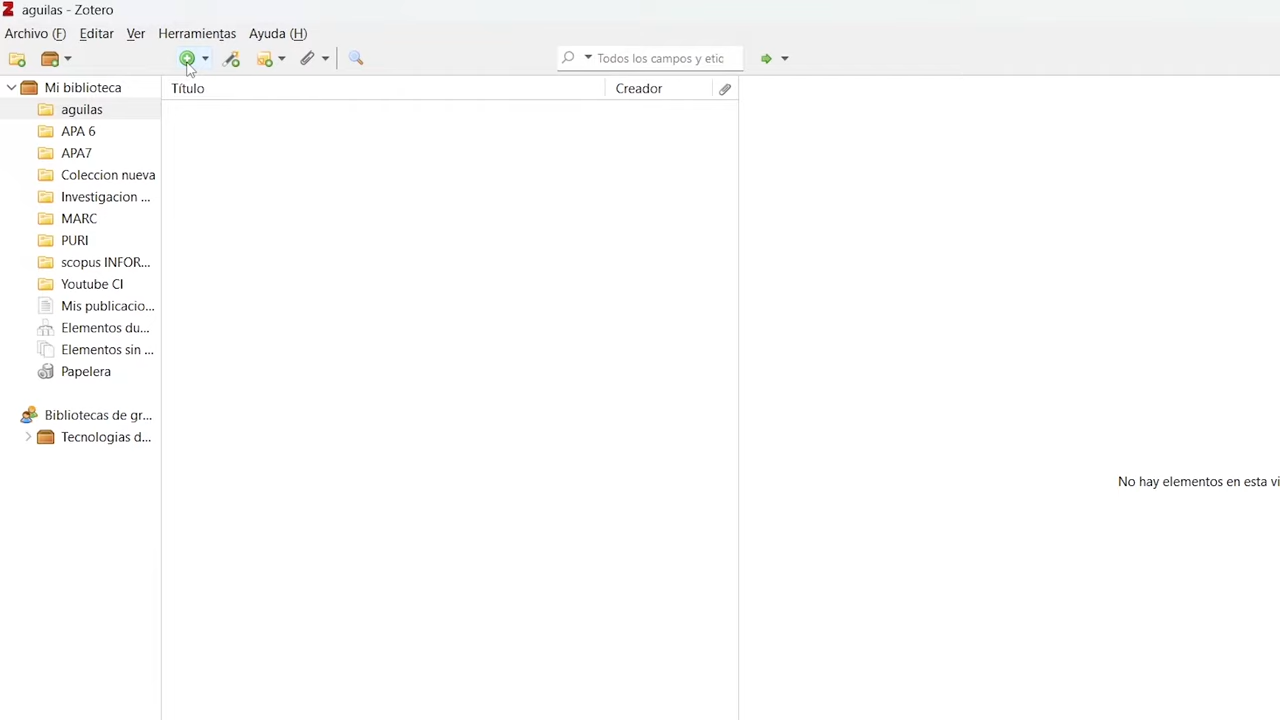 aguilas - Zotero
Archivo (F) Editar Ver Herramientas Ayuda (H)
Todos los campos y etic
Mi biblioteca
aguilas
APA 6
APA7
Coleccion nueva
Investigacion ...
MARC
PURI
scopus INFOR...
Youtube CI
Mis publicacio...
Elementos du...
Elementos sin ...
Papelera
Bibliotecas de gr...
Tecnologias d...
Título Creador
No hay elementos en esta vi